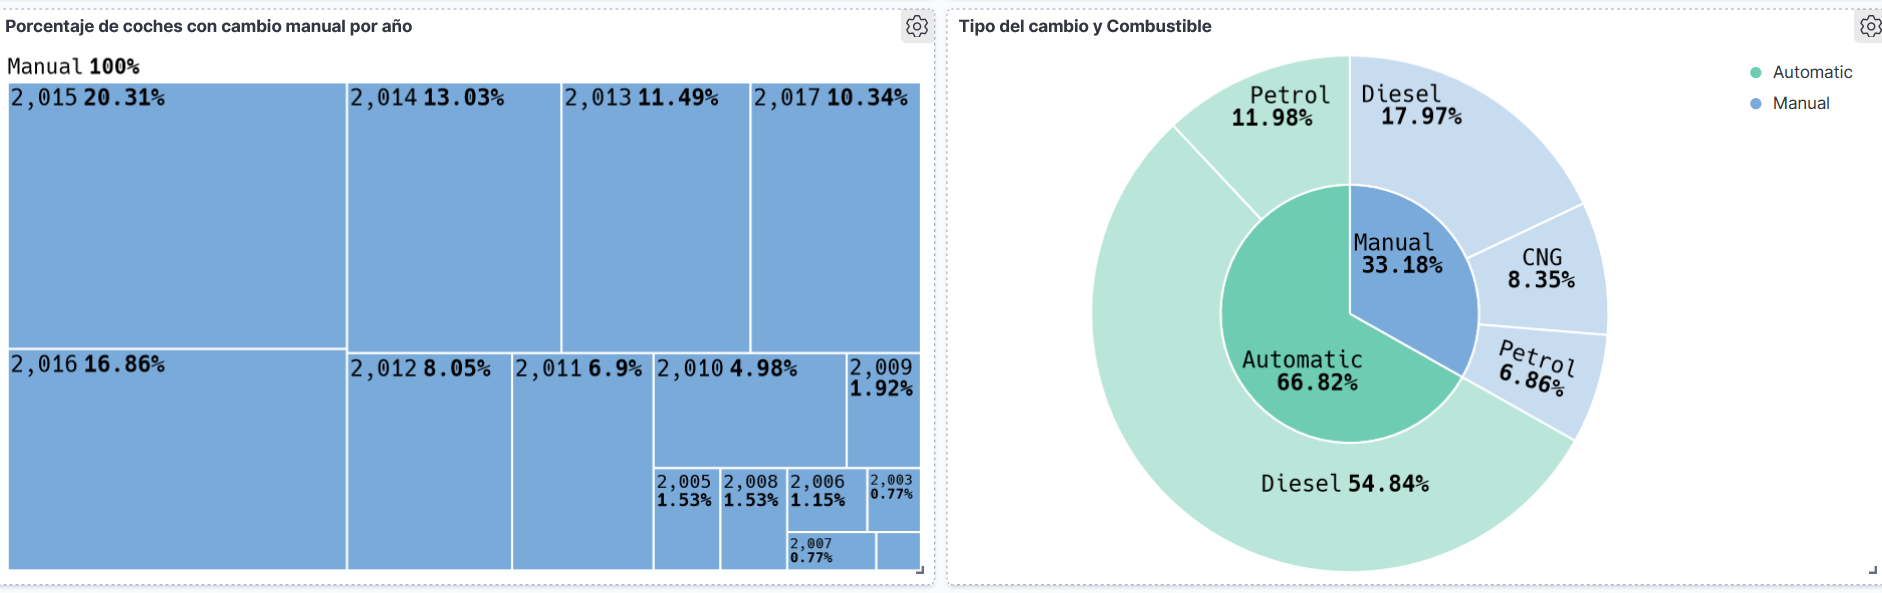 Porcentaje de coches con cambio manual por año
Manual 100%
2,015 20.31%
2,014 13.03%
2,013 11.49%
2,017 10.34%
2,016 16.86%
2,012 8.05%
2,011 6.9%
2,010 4.98%
2,009
1.92%
2,005
1.53%
2,008
1.53%
2,006
1.15%
2,003
0.77%
2,007
0.77%
Tipo del cambio y Combustible
Automatic
Manual
Petrol
11.98%
Diesel
17.97%
Manual
33.18%
CNG
8.35%
Petrol
6.86%
Automatic
66.82%
Diesel 54.84%